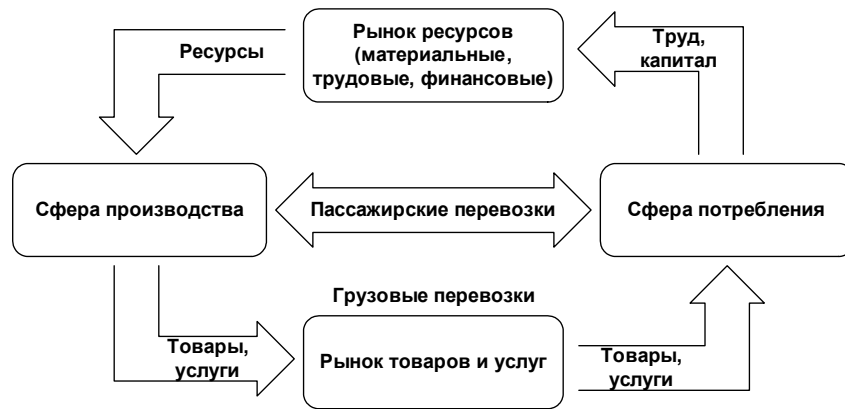 Рынок ресурсов
(материальные,
трудовые, финансовые)
Ресурсы
Труд,
капитал
Сфера производства
Пассажирские перевозки
Сфера потребления
Грузовые перевозки
Товары,
услуги
Рынок товаров и услуг
Товары,
услуги